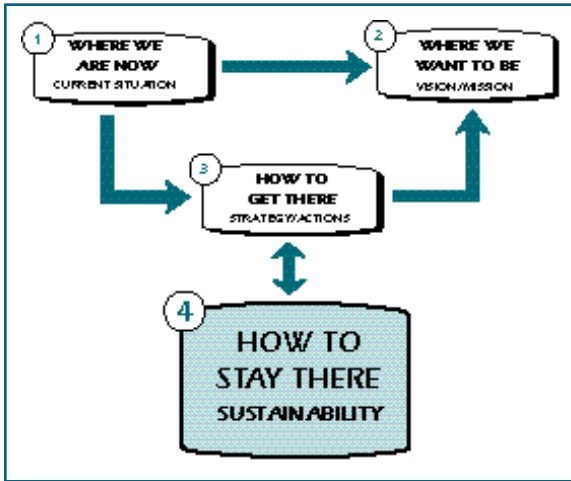 1
WHERE WE
ARE NOW
CURRENT SITUATION
2
WHERE WE
WANT TO BE
VISION/MISSION
3
HOW TO
GET THERE
STRATEGY/ACTIONS
4
HOW TO
STAY THERE
SUSTAINABILITY